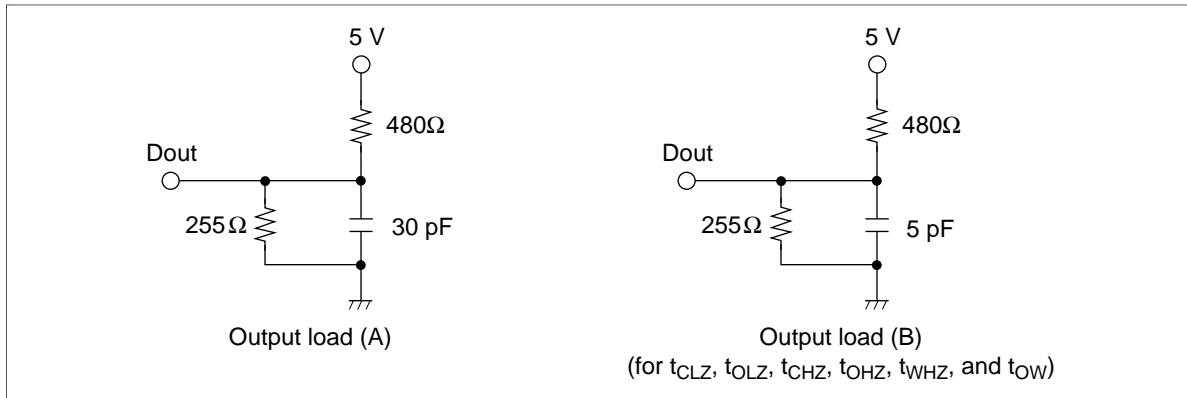 5 V
480Ω
Dout
255Ω
30 pF
Output load (A)
5 V
480Ω
Dout
255Ω
5 pF
Output load (B)
(for tCLZ, tOLZ, tCHZ, tOHZ, tWHZ, and tOW)